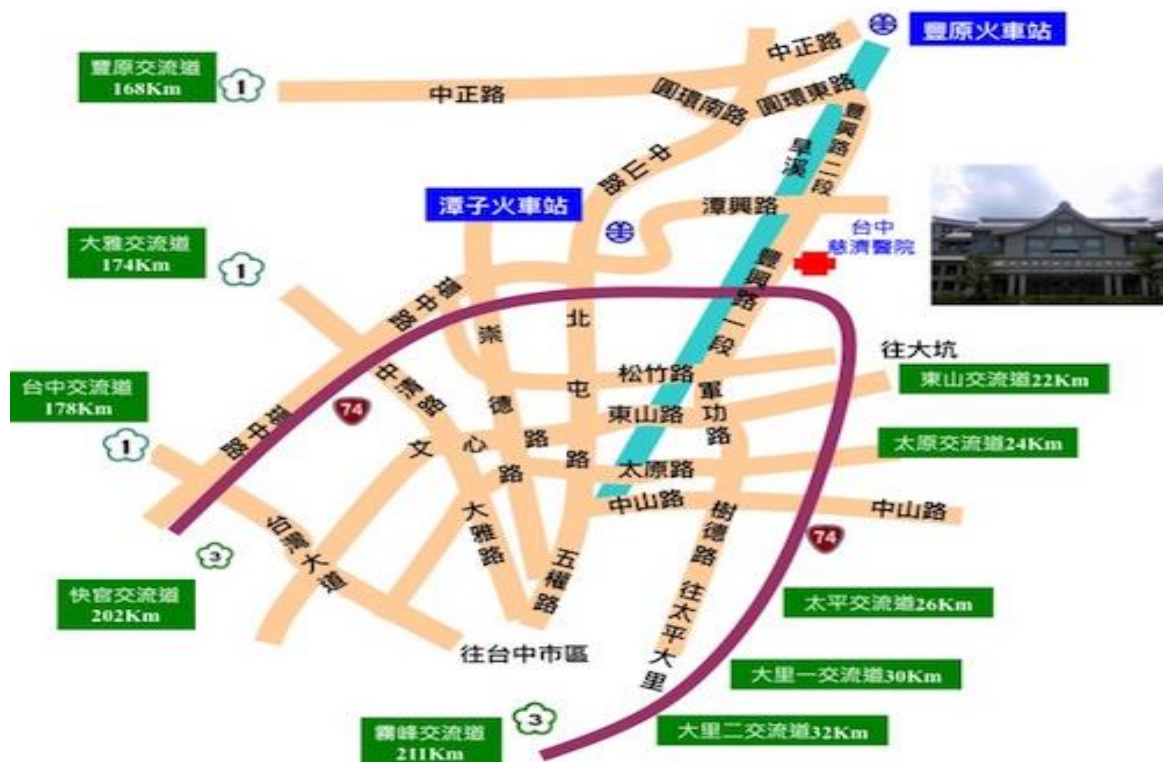 豐原火車站
中正路
豐原交流道
168Km
1
中正路
圓環南路
圓環東路
豐興路二段
旱溪
中山路
潭子火車站
潭興路
台中
慈濟醫院
大雅交流道
174Km
1
環中路
豐興路一段
崇德路
北屯路
松竹路
往大坑
東山交流道22Km
台中交流道
178Km
1
環中路
74
中清路
軍功路
東山路
文心路
太原路
太原交流道24Km
中山路
中山路
大雅路
樹德路
74
台灣大道
3
五權路
快官交流道
202Km
往太平大里
太平交流道26Km
往台中市區
大里一交流道30Km
3
霧峰交流道
211Km
大里二交流道32Km